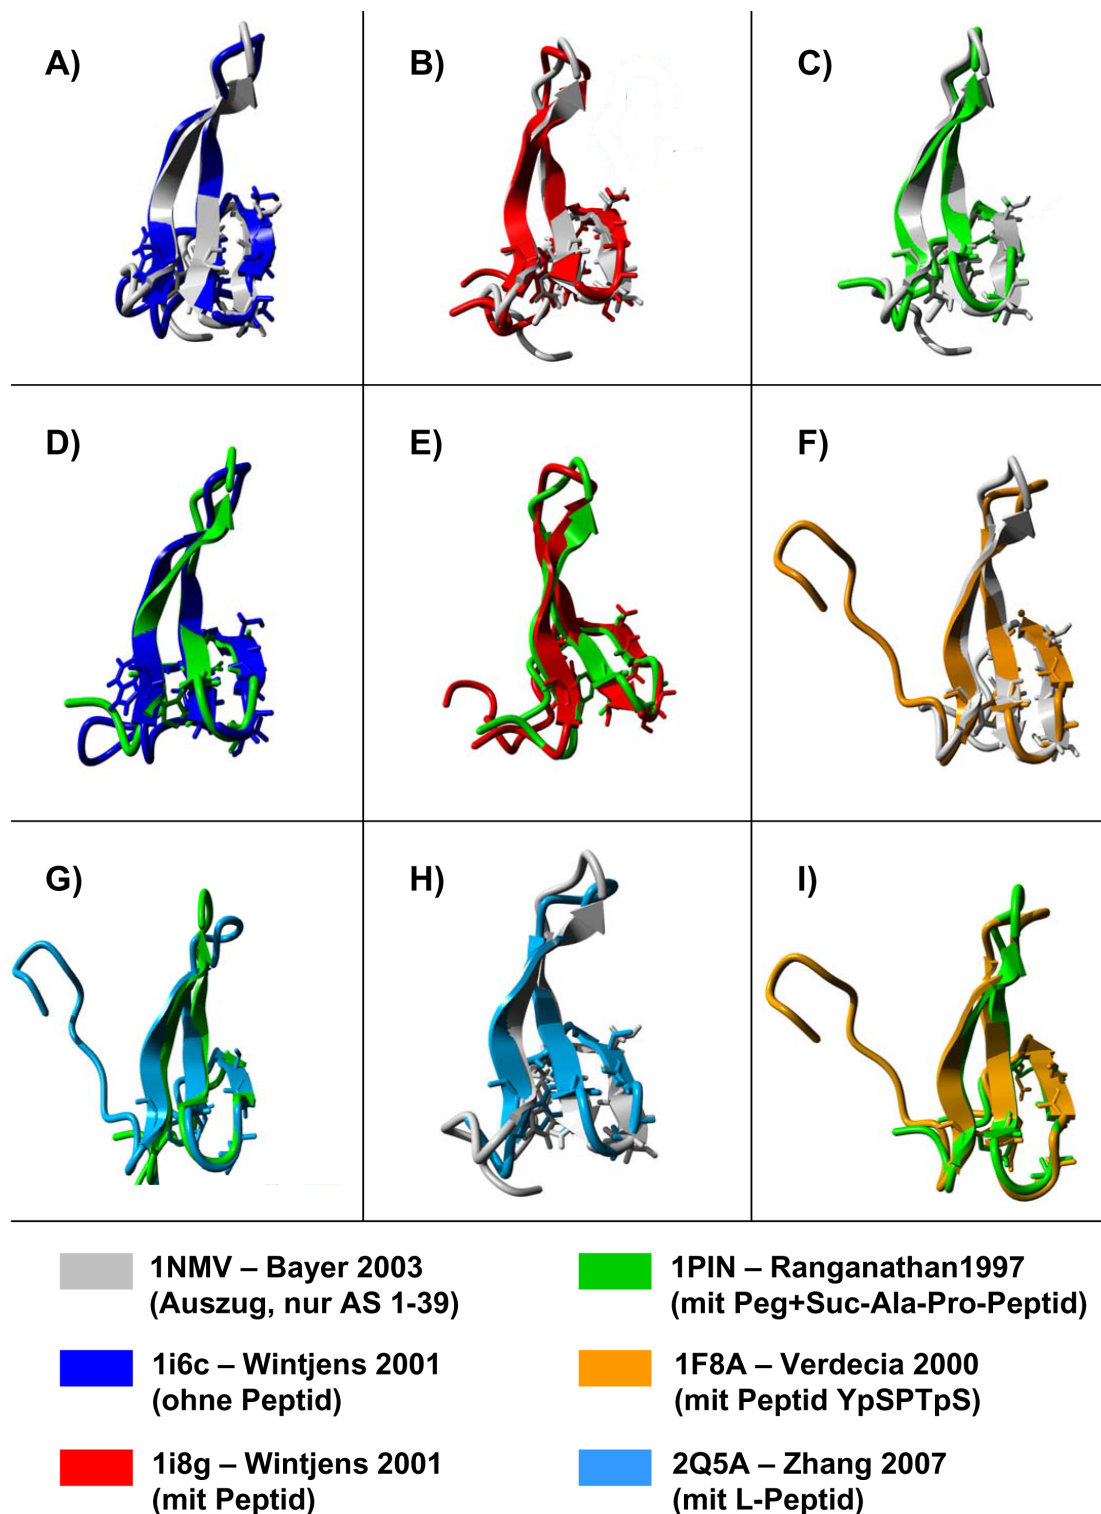 A)
B)
C)
D)
E)
F)
G)
H)
I)
1NMV – Bayer 2003
(Auszug, nur AS 1-39)
1i6c – Wintjens 2001
(ohne Peptid)
1i8g – Wintjens 2001
(mit Peptid)
1PIN – Ranganathan1997
(mit Peg+Suc-Ala-Pro-Peptid)
1F8A – Verdecia 2000
(mit Peptid YpSPTpS)
2Q5A – Zhang 2007
(mit L-Peptid)